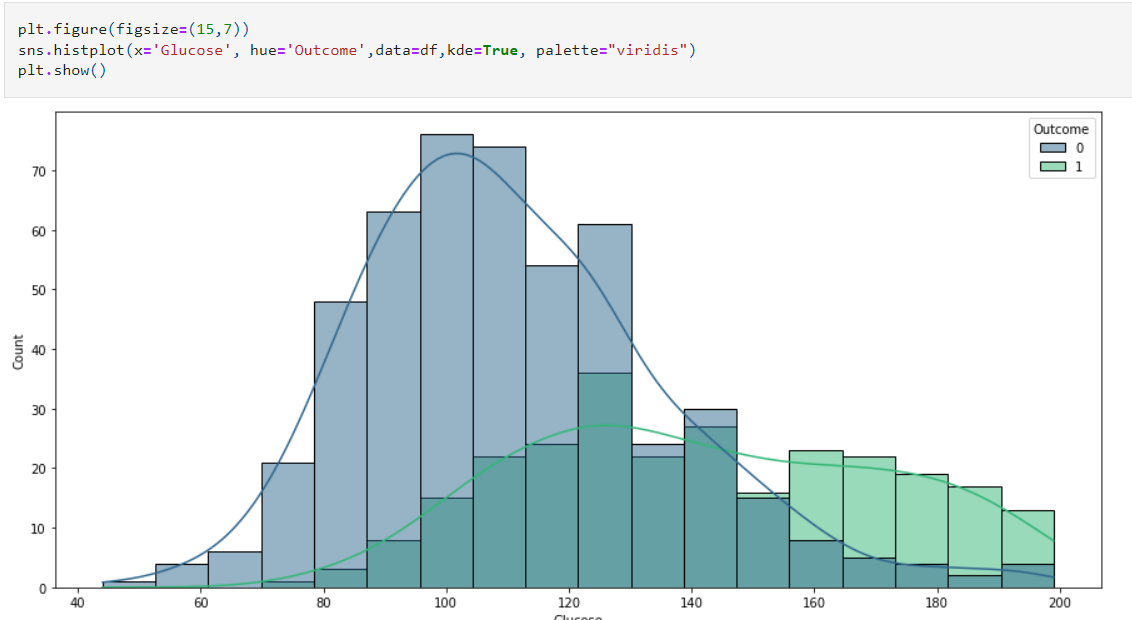 plt.figure(figsize=(15,7))
sns.histplot(x='Glucose', hue='Outcome',data=df,kde=True, palette="viridis")
plt.show()
Outcome
0
1
70
60
50
40
30
20
10
0
Count
40 60 80 100 120 140 160 180 200
Glucose